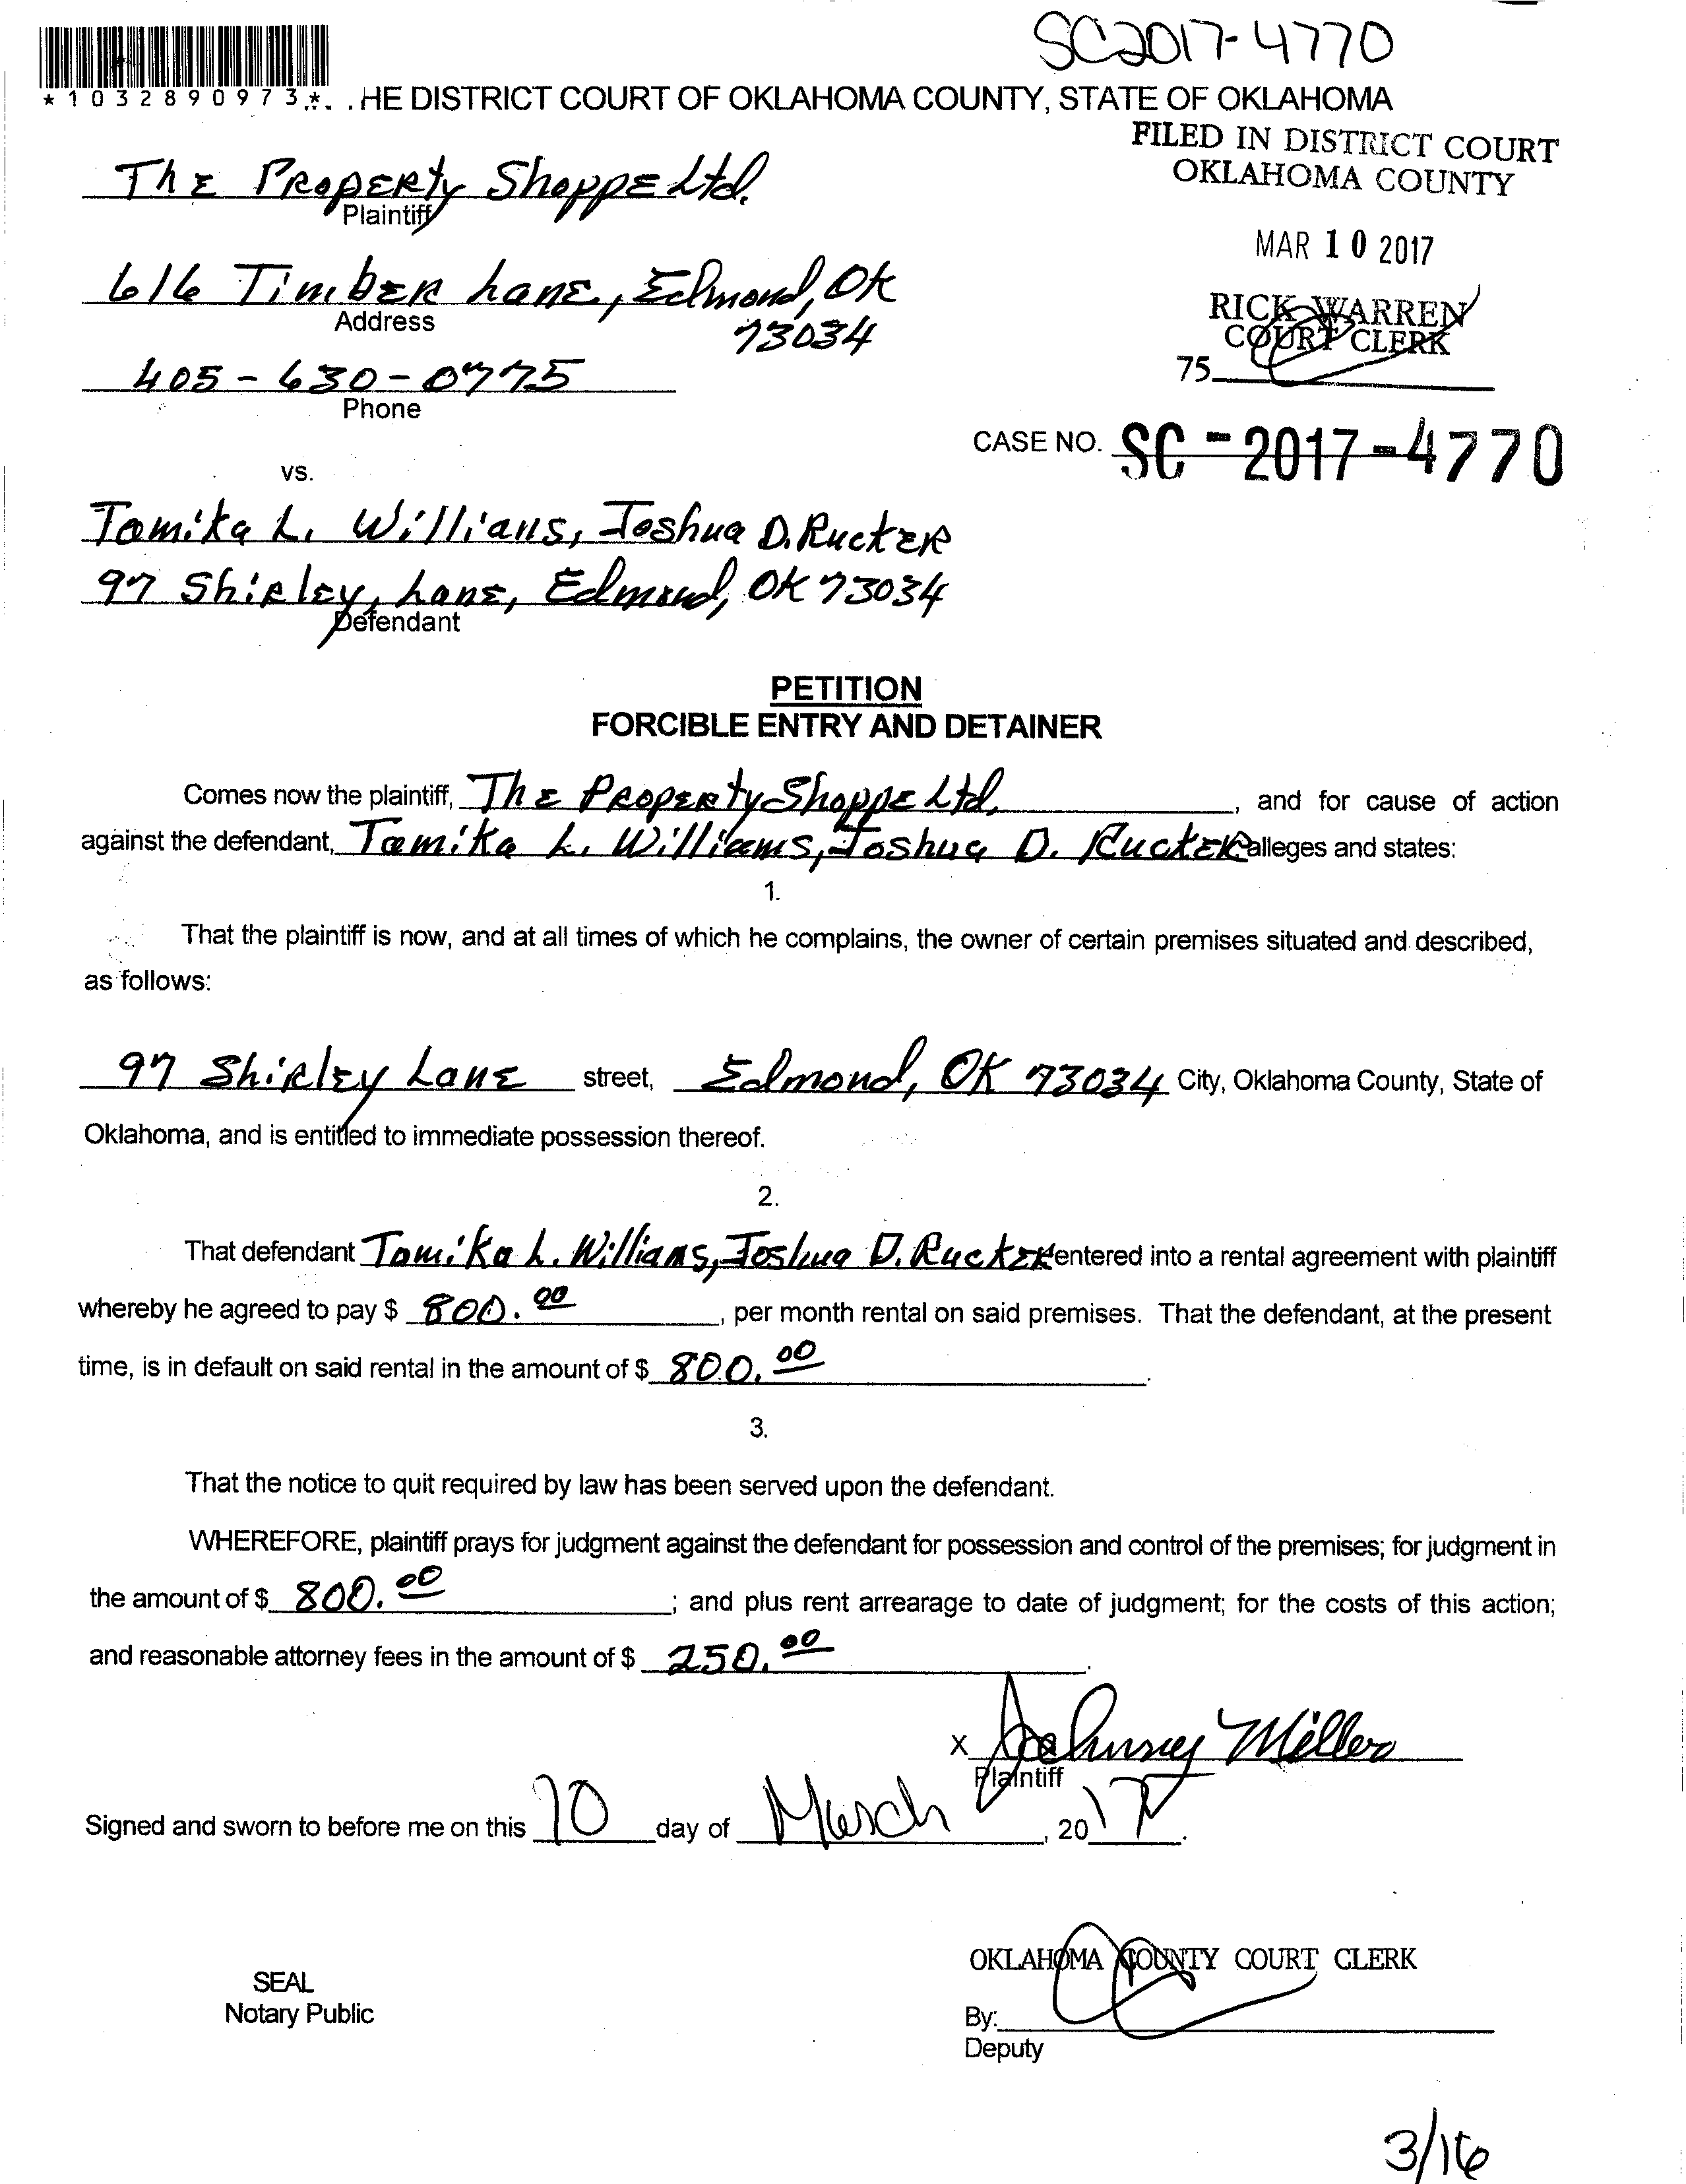 SC2017-4770
*1032890973*. .HE DISTRICT COURT OF OKLAHOMA COUNTY, STATE OF OKLAHOMA
FILED IN DISTRICT COURT
OKLAHOMA COUNTY
The Property Shoppe Ltd.
Plaintiff
MAR 10 2017
616 Timber Lane, Edmond, OK
Address
73034
RICK WARREN
COURT CLERK
75
405-630-0775
Phone
CASE NO. SC-2017-4770
vs.
Tamika L. Williams, Joshua D. Rucker
97 Shirley Lane, Edmond, OK 73034
Defendant
PETITION
FORCIBLE ENTRY AND DETAINER
Comes now the plaintiff, The Property Shoppe Ltd., and for cause of action
against the defendant, Tamika L. Williams, Joshua D. Rucker alleges and states:
1.
That the plaintiff is now, and at all times of which he complains, the owner of certain premises situated and described,
as follows:
97 Shirley Lane street, Edmond, OK 73034 City, Oklahoma County, State of
Oklahoma, and is entitled to immediate possession thereof.
2.
That defendant Tamika L. Williams, Joshua D. Rucker entered into a rental agreement with plaintiff
whereby he agreed to pay $ 800.00, per month rental on said premises. That the defendant, at the present
time, is in default on said rental in the amount of $ 800.00.
3.
That the notice to quit required by law has been served upon the defendant.
WHEREFORE, plaintiff prays for judgment against the defendant for possession and control of the premises; for judgment in
the amount of $ 800.00; and plus rent arrearage to date of judgment; for the costs of this action;
and reasonable attorney fees in the amount of $ 250.00.
X Johnny Miller
Plaintiff
Signed and sworn to before me on this 10 day of March, 2017.
OKLAHOMA COUNTY COURT CLERK
SEAL
Notary Public
By:
Deputy
3/16